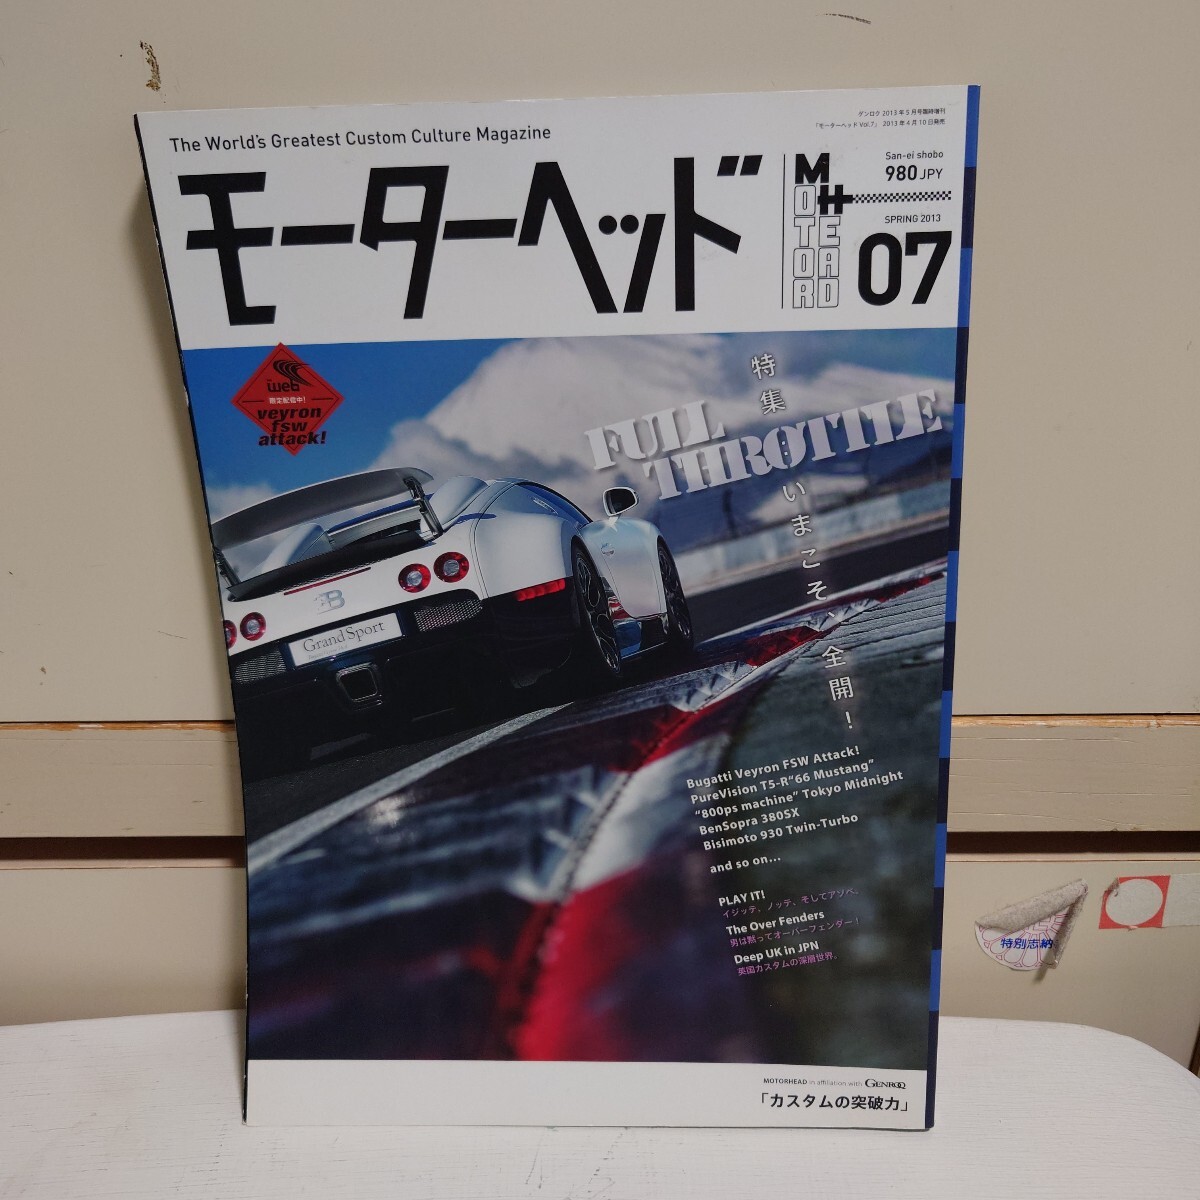 The World's Greatest Custom Culture Magazine
ゲンロク 2013年5月号臨時増刊
「モーターヘッド Vol.7」 2013年4月10日発売
モーターヘッド
MOTOR HEAD
San-ei shobo
980 JPY
SPRING 2013
07
web
限定配信中!
veyron
fsw
attack!
特集:いまこそ、全開!
FULL
THROTTLE
Grand Sport
Bugatti Veyron FSW Attack!
PureVision T5-R“66 Mustang”
“800ps machine” Tokyo Midnight
BenSopra 380SX
Bisimoto 930 Twin-Turbo
and so on...
PLAY IT!
イジッテ、ノッテ、そしてアソベ。
The Over Fenders
男は黙ってオーバーフェンダー!
Deep UK in JPN
英国カスタムの深層世界。
特別志納
MOTORHEAD in affiliation with GENROQ
「カスタムの突破力」